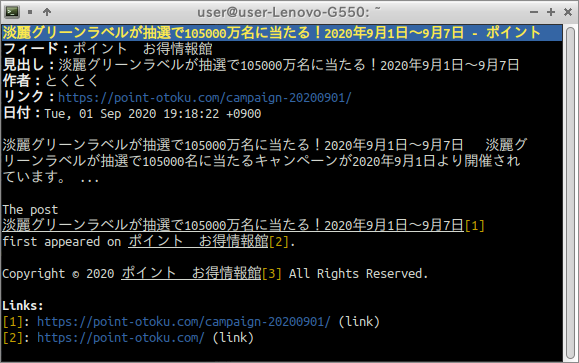 user@user-Lenovo-G550: ~
淡麗グリーンラベルが抽選で105000万名に当たる！2020年9月1日〜9月7日 - ポイント
フィード：ポイント　お得情報館
見出し：淡麗グリーンラベルが抽選で105000万名に当たる！2020年9月1日〜9月7日
作者：とくとく
リンク：https://point-otoku.com/campaign-20200901/
日付：Tue, 01 Sep 2020 19:18:22 +0900
淡麗グリーンラベルが抽選で105000万名に当たる！2020年9月1日〜9月7日　 淡麗グ
リーンラベルが抽選で105000名に当たるキャンペーンが2020年9月1日より開催され
ています。 ...
The post
淡麗グリーンラベルが抽選で105000万名に当たる！2020年9月1日〜9月7日[1]
first appeared on ポイント　お得情報館[2].
Copyright © 2020 ポイント　お得情報館[3] All Rights Reserved.
Links:
[1]: https://point-otoku.com/campaign-20200901/ (link)
[2]: https://point-otoku.com/ (link)